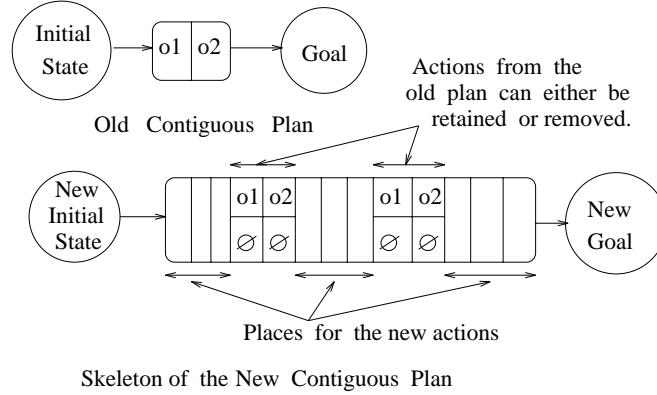 Initial
State
o1 o2
Goal
Old Contiguous Plan
Actions from the
old plan can either be
retained or removed.
New
Initial
State
o1 o2
o1 o2
∅ ∅
∅ ∅
New
Goal
Places for the new actions
Skeleton of the New Contiguous Plan